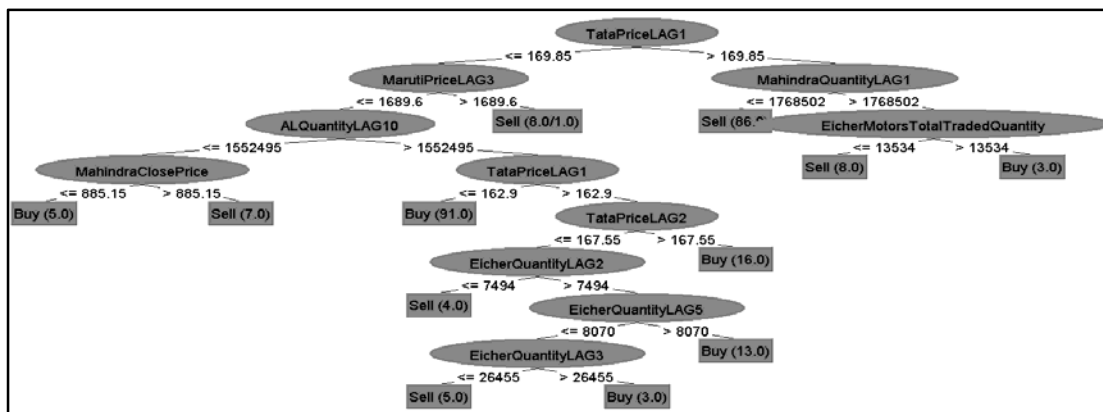 TataPriceLAG1
<= 169.85 > 169.85
MarutiPriceLAG3 MahindraQuantityLAG1
<= 1689.6 > 1689.6 <= 1768502 > 1768502
ALQuantityLAG10 Sell (8.0/1.0) Sell (86. EicherMotorsTotalTradedQuantity
<= 1552495 > 1552495 <= 13534 > 13534
MahindraClosePrice TataPriceLAG1 Sell (8.0) Buy (3.0)
<= 885.15 > 885.15 <= 162.9 > 162.9
Buy (5.0) Sell (7.0) Buy (91.0) TataPriceLAG2
<= 167.55 > 167.55
EicherQuantityLAG2 Buy (16.0)
<= 7494 > 7494
Sell (4.0) EicherQuantityLAG5
<= 8070 > 8070
EicherQuantityLAG3 Buy (13.0)
<= 26455 > 26455
Sell (5.0) Buy (3.0)